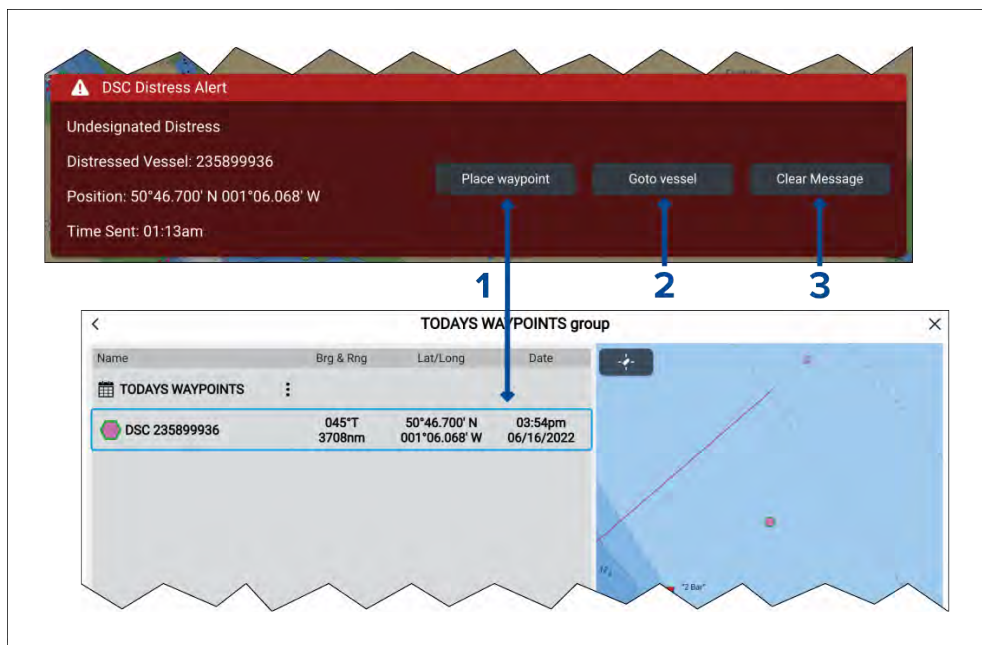 DSC Distress Alert
Undesignated Distress
Distressed Vessel: 235899936
Position: 50°46.700' N 001°06.068' W
Time Sent: 01:13am
Place waypoint Goto vessel Clear Message
1 2 3
TODAYS WAYPOINTS group
Name Brg & Rng Lat/Long Date
TODAYS WAYPOINTS
DSC 235899936 045°T 50°46.700' N 03:54pm
3708nm 001°06.068' W 06/16/2022
"2 Bar"